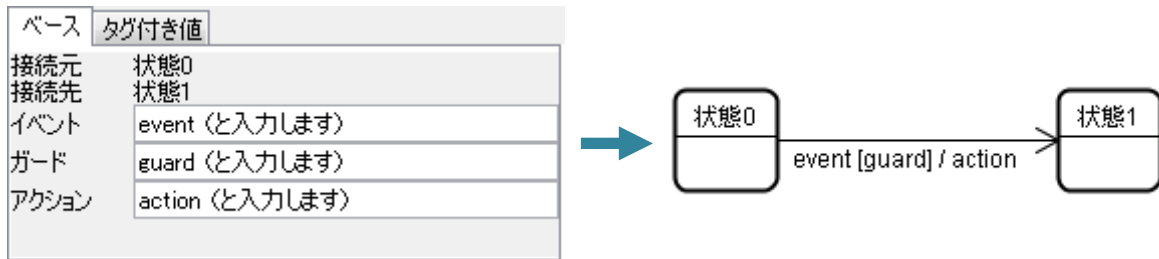 ベース タグ付き値
接続元 状態0
接続先 状態1
イベント event (と入力します)
ガード guard (と入力します)
アクション action (と入力します)
状態0 状態1
event [guard] / action